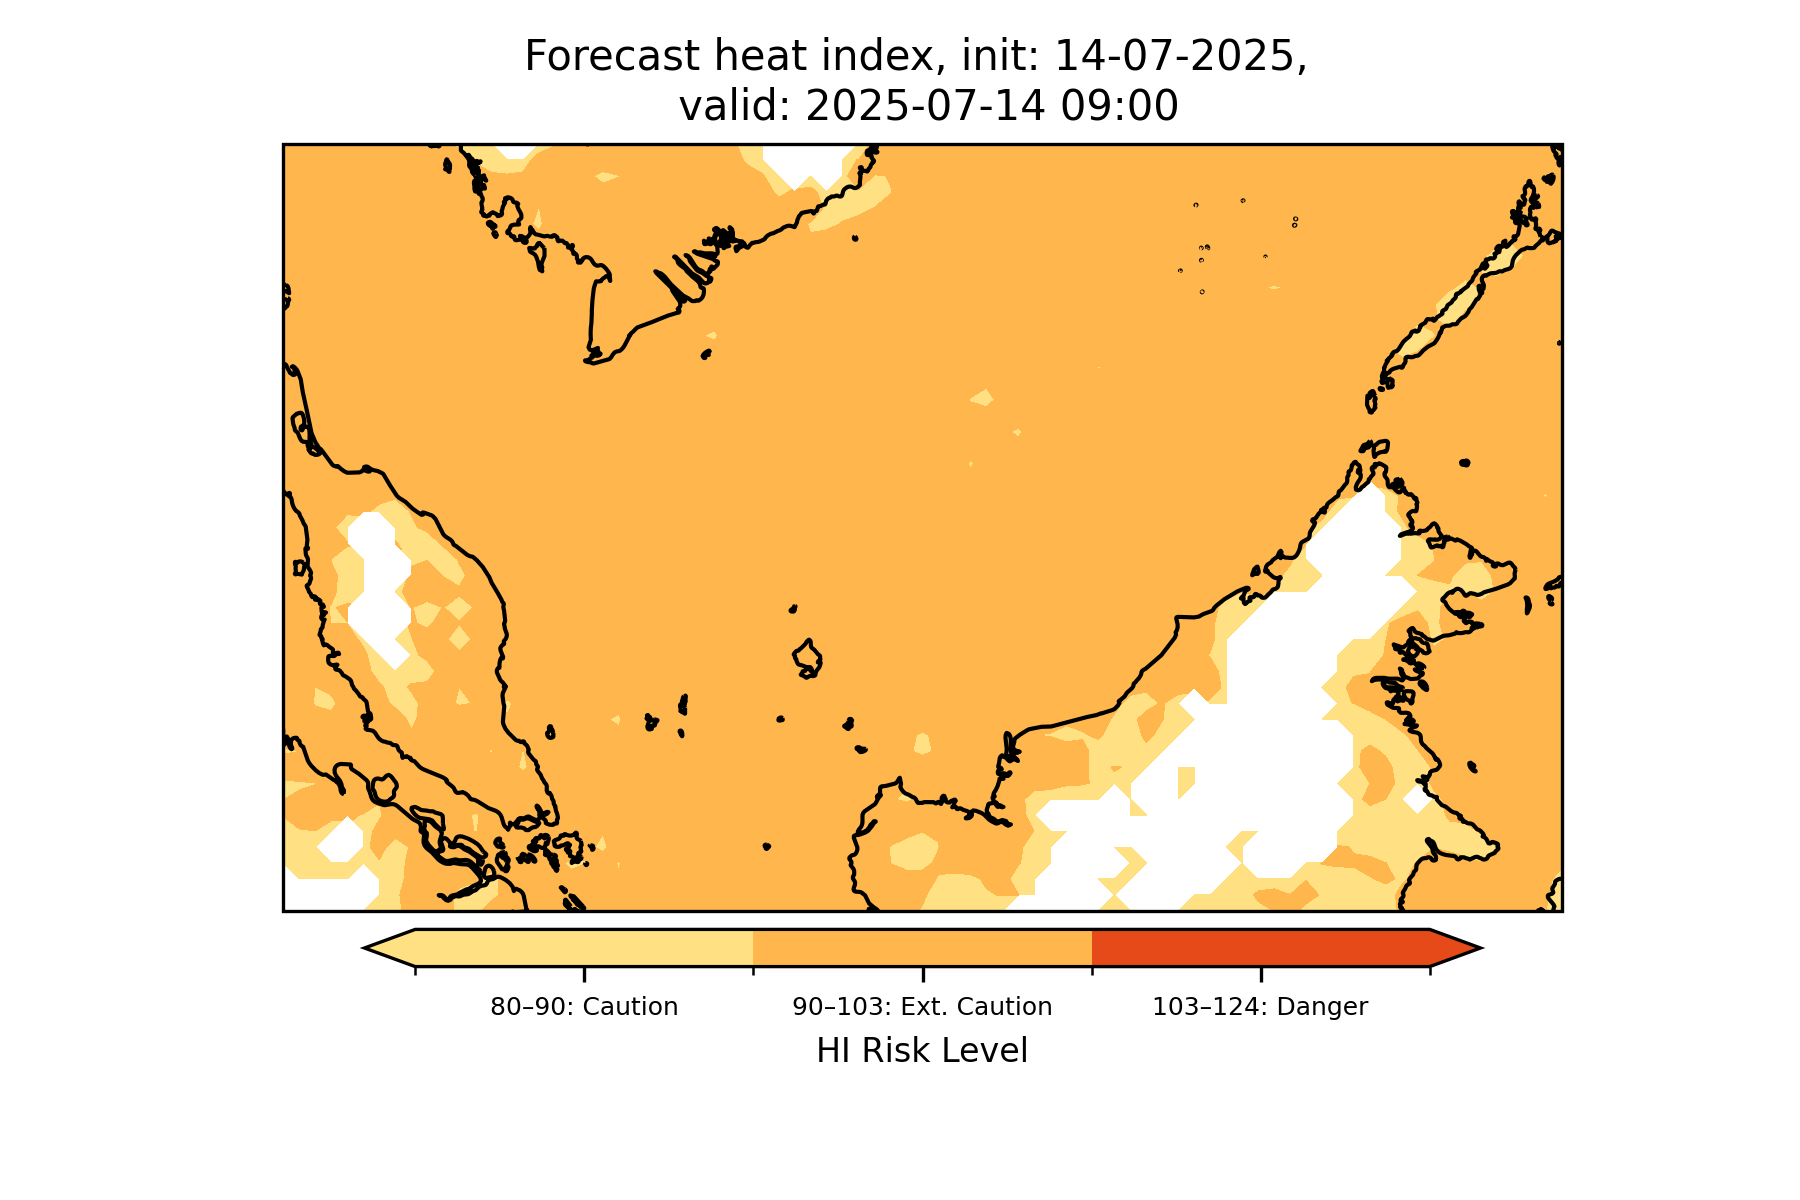 Forecast heat index, init: 14-07-2025,
valid: 2025-07-14 09:00
80–90: Caution
90–103: Ext. Caution
103–124: Danger
HI Risk Level